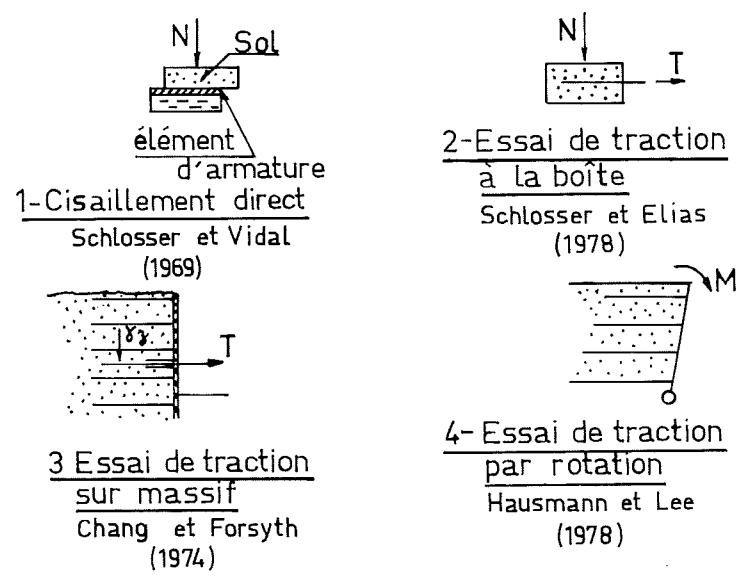 N
Sol
élément
d'armature
1-Cisaillement direct
Schlosser et Vidal
(1969)
N
T
2-Essai de traction
à la boîte
Schlosser et Elias
(1978)
γz
T
3 Essai de traction
sur massif
Chang et Forsyth
(1974)
M
4- Essai de traction
par rotation
Hausmann et Lee
(1978)